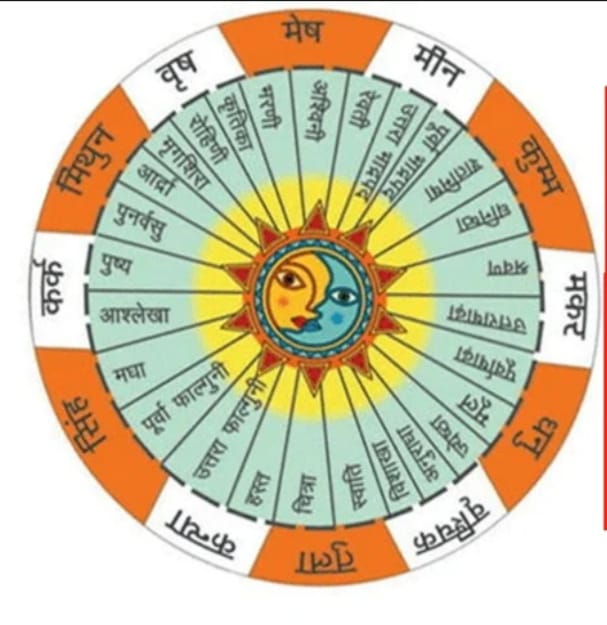 मेष
वृष
मिथुन
कर्क
सिंह
कन्या
तुला
वृश्चिक
धनु
मकर
कुम्भ
मीन
अश्विनी
भरणी
कृतिका
रोहिणी
मृगशिरा
आर्द्रा
पुनर्वसु
पुष्य
आश्लेखा
मघा
पूर्वा फाल्गुनी
उत्तरा फाल्गुनी
हस्त
चित्रा
स्वाति
विशाखा
अनुराधा
ज्येष्ठा
मूल
पूर्वाषाढ़ा
उत्तराषाढ़ा
श्रवण
धनिष्ठा
शतभिषा
पूर्वा भाद्रपद
उत्तरा भाद्रपद
रेवती